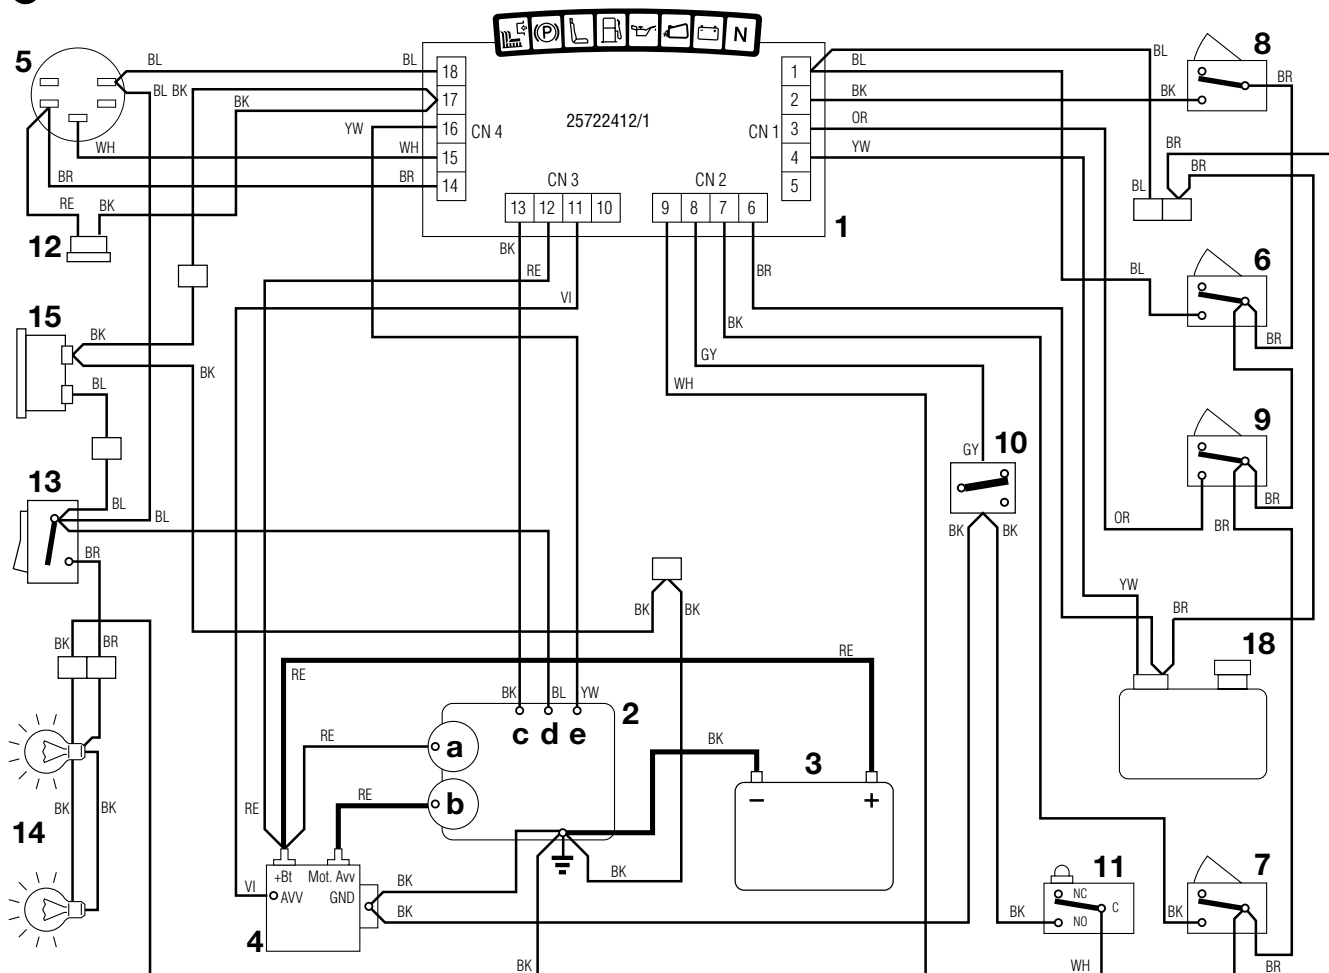 P
N
5
BL
BL
BL
BK
BK
18
17
16
15
14
CN 4
YW
WH
WH
BR
BR
RE
BK
12
25722412/1
CN 1
1
2
3
4
5
BL
BK
OR
YW
BL
BK
8
BR
BR
BR
BL
CN 3
13
12
11
10
CN 2
9
8
7
6
1
BK
RE
VI
BR
BK
GY
WH
BL
6
BR
15
BK
BK
BL
9
BR
BR
OR
10
GY
BK
BK
13
BL
BL
BR
BK
BR
BK
BK
YW
BR
18
RE
RE
BK
BL
YW
2
c
d
e
a
b
RE
RE
RE
BK
3
−
+
14
BK
BK
VI
+Bt
Mot. Avv
AVV
GND
4
BK
BK
BK
BK
11
NC
C
NO
BK
WH
7
BK
BR